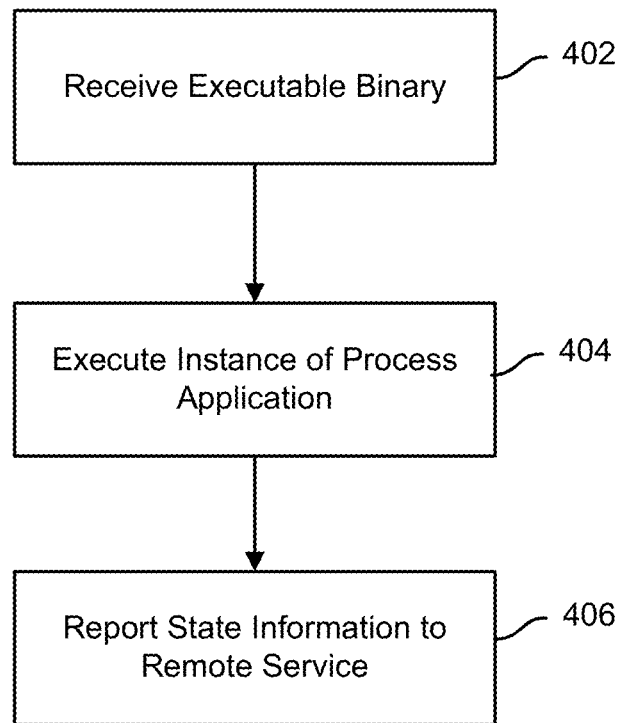 Receive Executable Binary
402
Execute Instance of Process
Application
404
Report State Information to
Remote Service
406